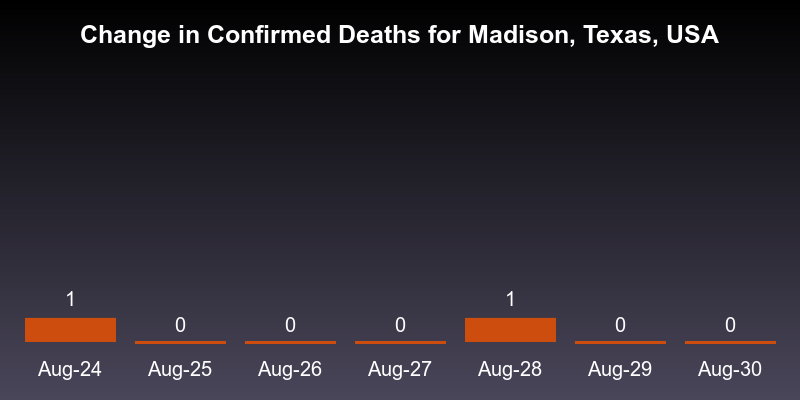 Change in Confirmed Deaths for Madison, Texas, USA
1 0 0 0 1 0 0
Aug-24 Aug-25 Aug-26 Aug-27 Aug-28 Aug-29 Aug-30